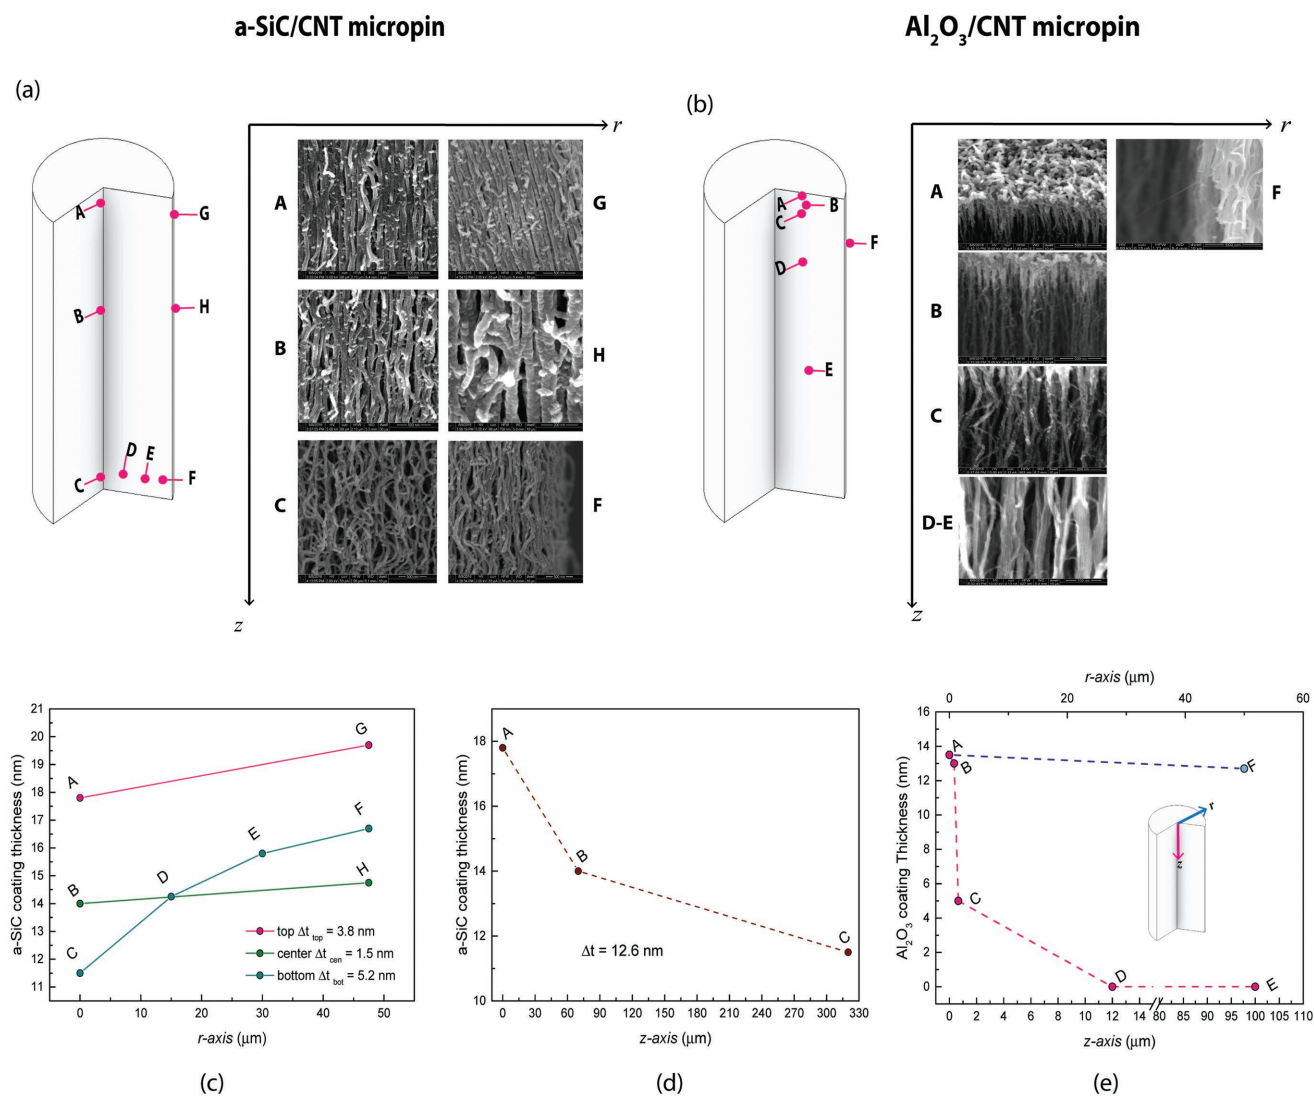 a-SiC/CNT micropin
Al2O3/CNT micropin
(a)
A
B
C
D
E
F
G
H
r
A
G
B
H
C
F
z
(b)
A
B
C
D
E
F
r
A
F
B
C
D-E
z
21
20
19
18
17
16
15
14
13
12
11
a-SiC coating thickness (nm)
A
G
B
H
C
D
E
F
top Δt top = 3.8 nm
center Δt cen = 1.5 nm
bottom Δt bot = 5.2 nm
0 10 20 30 40 50
r-axis (μm)
(c)
18
16
14
12
10
a-SiC coating thickness (nm)
A
B
C
Δt = 12.6 nm
0 30 60 90 120 150 180 210 240 270 300 330
z-axis (μm)
(d)
r-axis (μm)
0 20 40 60
16
14
12
10
8
6
4
2
0
Al2O3 coating Thickness (nm)
A
B
F
C
D
E
r
z
0 2 4 6 8 10 12 14 80 85 90 95 100 105 110
z-axis (μm)
(e)